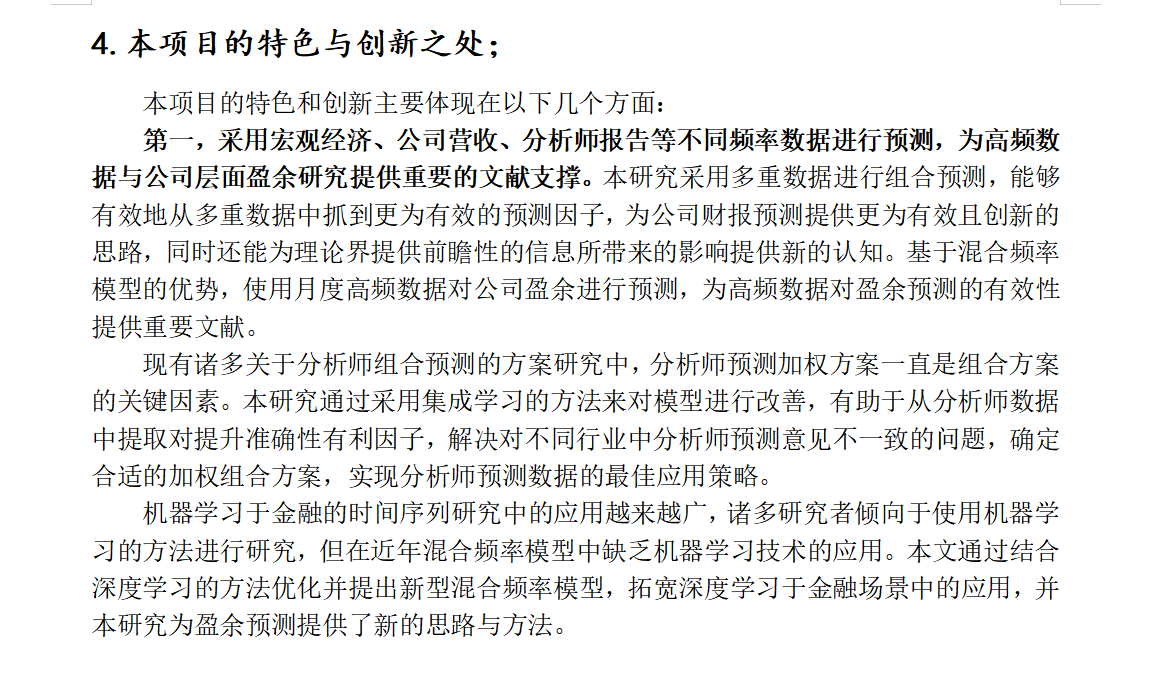 4. 本项目的特色与创新之处；
本项目的特色和创新主要体现在以下几个方面：
第一，采用宏观经济、公司营收、分析师报告等不同频率数据进行预测，为高频数
据与公司层面盈余研究提供重要的文献支撑。本研究采用多重数据进行组合预测，能够
有效地从多重数据中抓到更为有效的预测因子，为公司财报预测提供更为有效且创新的
思路，同时还能为理论界提供前瞻性的信息所带来的影响提供新的认知。基于混合频率
模型的优势，使用月度高频数据对公司盈余进行预测，为高频数据对盈余预测的有效性
提供重要文献。
现有诸多关于分析师组合预测的方案研究中，分析师预测加权方案一直是组合方案
的关键因素。本研究通过采用集成学习的方法来对模型进行改善，有助于从分析师数据
中提取对提升准确性有利因子，解决对不同行业中分析师预测意见不一致的问题，确定
合适的加权组合方案，实现分析师预测数据的最佳应用策略。
机器学习于金融的时间序列研究中的应用越来越广，诸多研究者倾向于使用机器学
习的方法进行研究，但在近年混合频率模型中缺乏机器学习技术的应用。本文通过结合
深度学习的方法优化并提出新型混合频率模型，拓宽深度学习于金融场景中的应用，并
本研究为盈余预测提供了新的思路与方法。